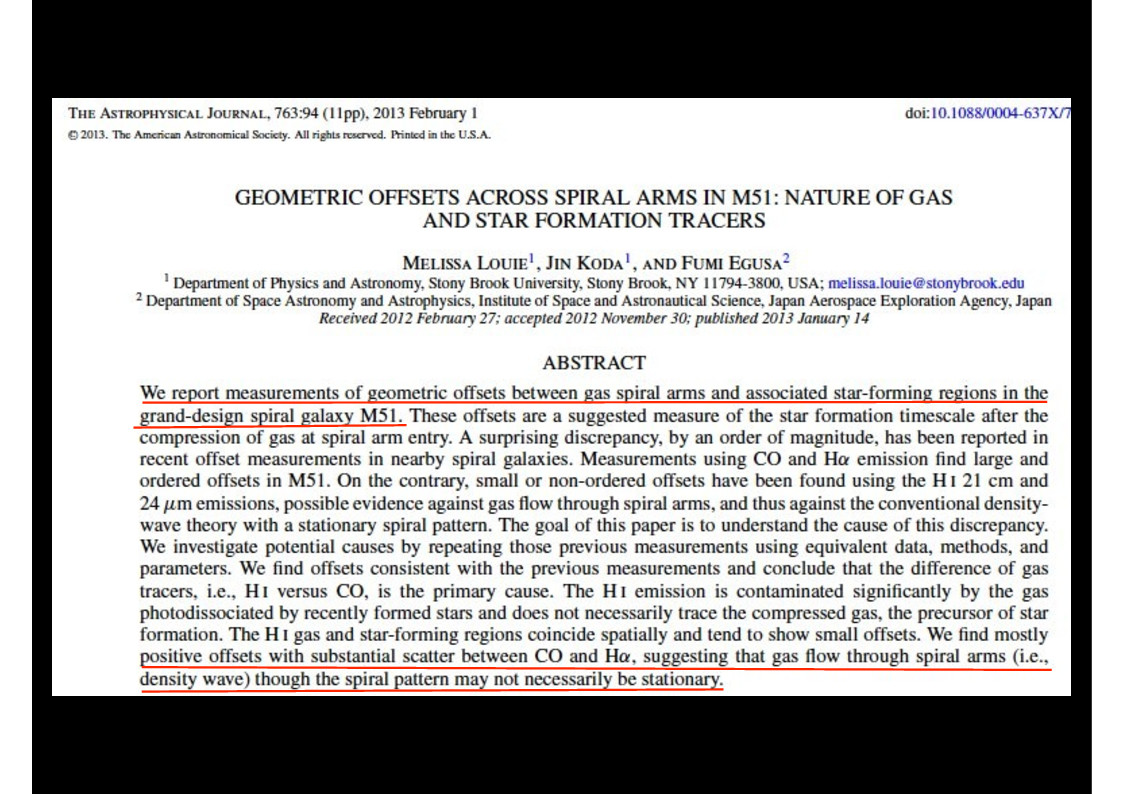 THE ASTROPHYSICAL JOURNAL, 763:94 (11pp), 2013 February 1
doi:10.1088/0004-637X/7
© 2013. The American Astronomical Society. All rights reserved. Printed in the U.S.A.
GEOMETRIC OFFSETS ACROSS SPIRAL ARMS IN M51: NATURE OF GAS
AND STAR FORMATION TRACERS
MELISSA LOUIE¹, JIN KODA¹, AND FUMI EGUSA²
¹ Department of Physics and Astronomy, Stony Brook University, Stony Brook, NY 11794-3800, USA; melissa.louie@stonybrook.edu
² Department of Space Astronomy and Astrophysics, Institute of Space and Astronautical Science, Japan Aerospace Exploration Agency, Japan
Received 2012 February 27; accepted 2012 November 30; published 2013 January 14
ABSTRACT
We report measurements of geometric offsets between gas spiral arms and associated star-forming regions in the
grand-design spiral galaxy M51. These offsets are a suggested measure of the star formation timescale after the
compression of gas at spiral arm entry. A surprising discrepancy, by an order of magnitude, has been reported in
recent offset measurements in nearby spiral galaxies. Measurements using CO and Hα emission find large and
ordered offsets in M51. On the contrary, small or non-ordered offsets have been found using the H I 21 cm and
24 μm emissions, possible evidence against gas flow through spiral arms, and thus against the conventional density-
wave theory with a stationary spiral pattern. The goal of this paper is to understand the cause of this discrepancy.
We investigate potential causes by repeating those previous measurements using equivalent data, methods, and
parameters. We find offsets consistent with the previous measurements and conclude that the difference of gas
tracers, i.e., H I versus CO, is the primary cause. The H I emission is contaminated significantly by the gas
photodissociated by recently formed stars and does not necessarily trace the compressed gas, the precursor of star
formation. The H I gas and star-forming regions coincide spatially and tend to show small offsets. We find mostly
positive offsets with substantial scatter between CO and Hα, suggesting that gas flow through spiral arms (i.e.,
density wave) though the spiral pattern may not necessarily be stationary.